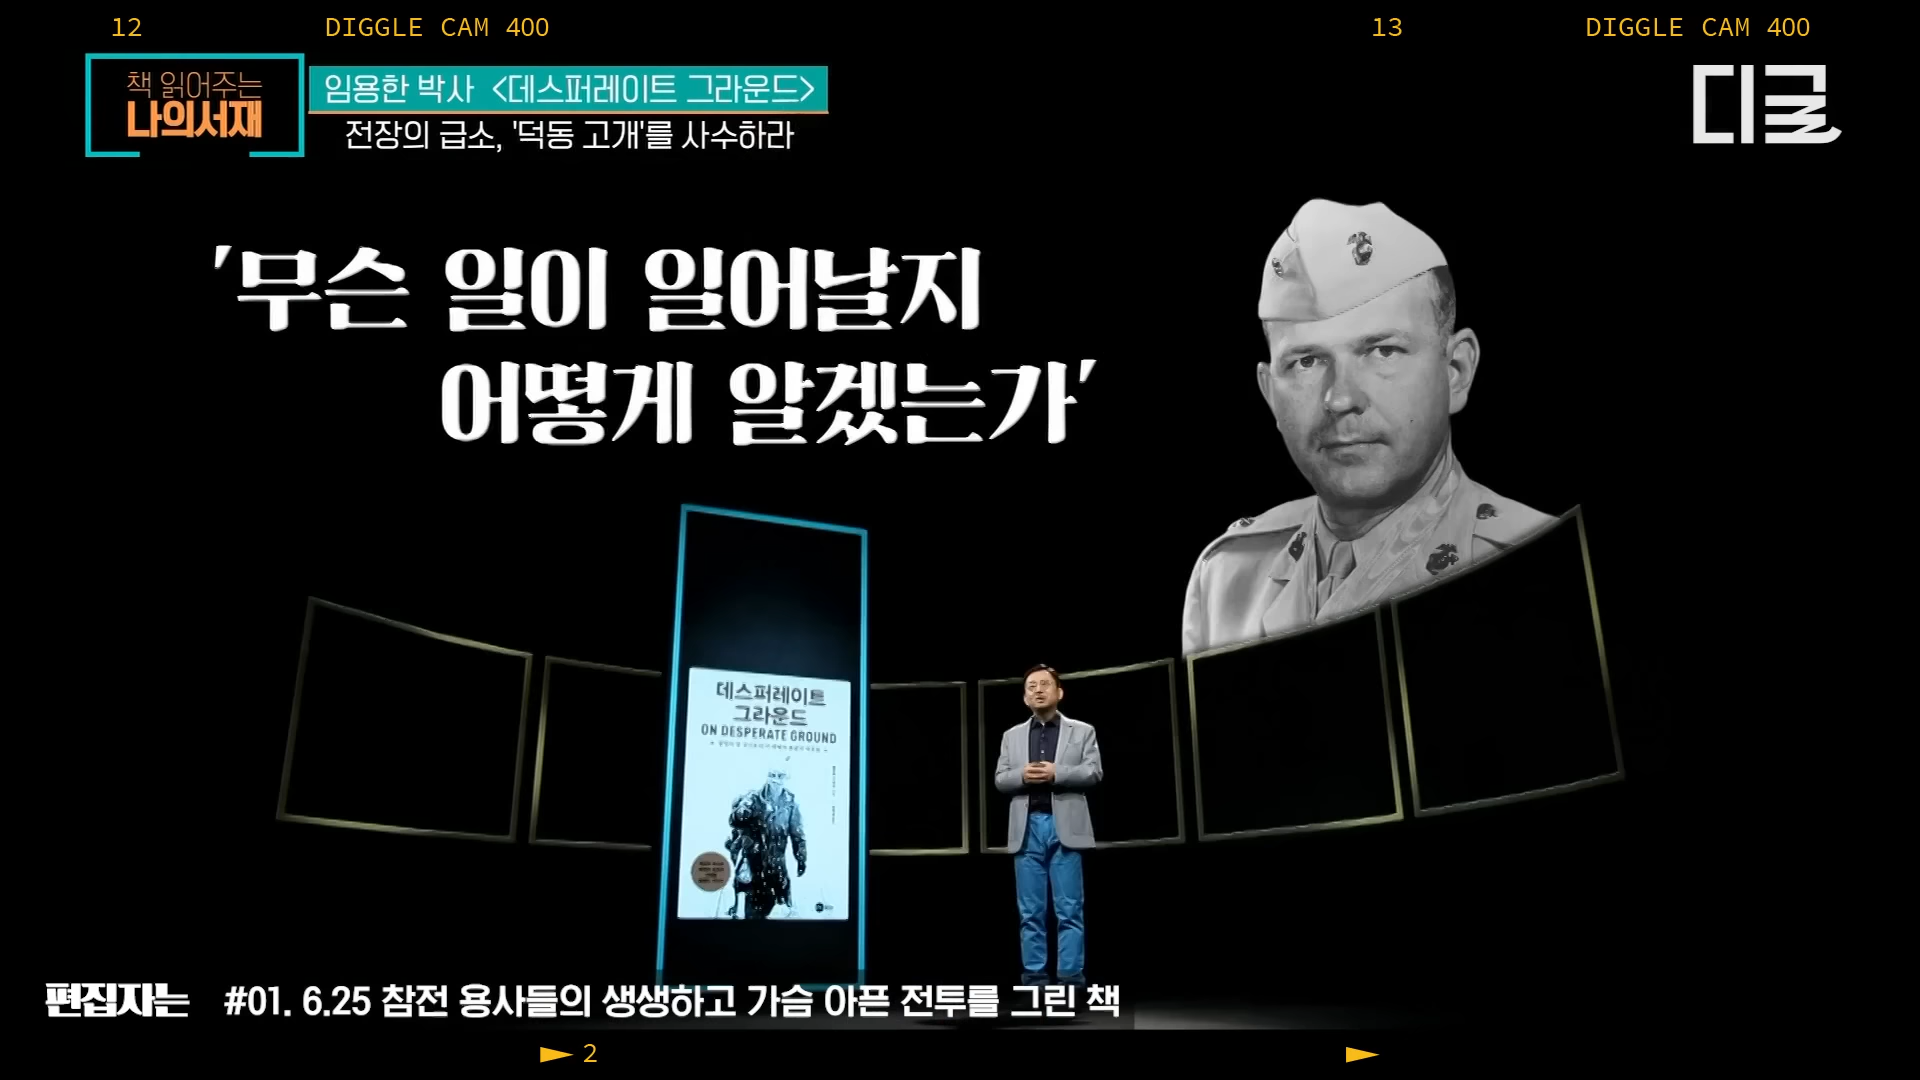 12 DIGGLE CAM 400 13 DIGGLE CAM 400
책 읽어주는
나의서재
임용한 박사 <데스퍼레이트 그라운드>
전장의 급소, '덕동 고개'를 사수하라
디글
'무슨 일이 일어날지
어떻게 알겠는가'
데스퍼레이트
그라운드
ON DESPERATE GROUND
편집자는 #01. 6.25 참전 용사들의 생생하고 가슴 아픈 전투를 그린 책
2